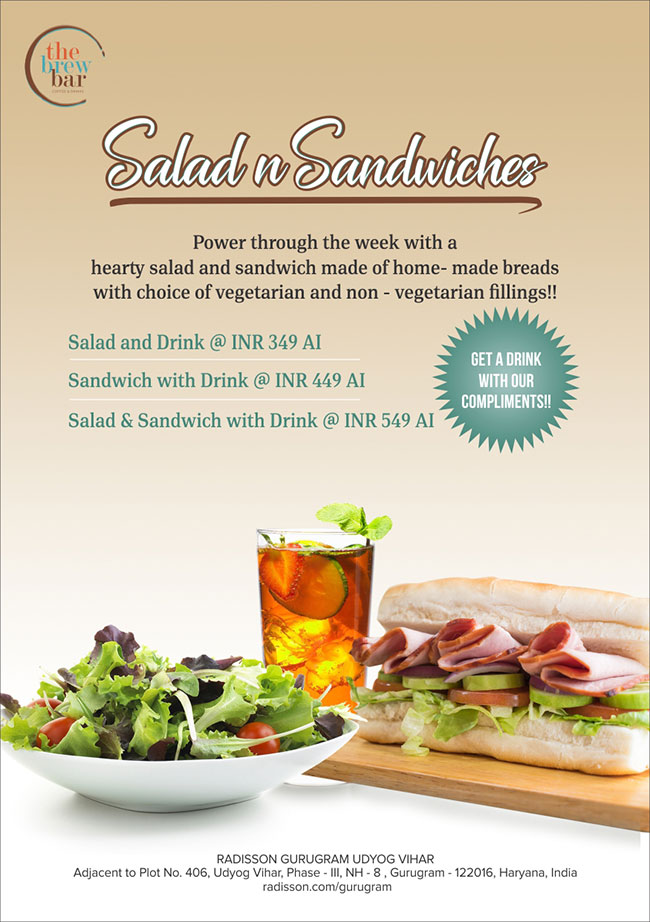 the
brew
bar
Salad n Sandwiches
Power through the week with a
hearty salad and sandwich made of home- made breads
with choice of vegetarian and non - vegetarian fillings!!
Salad and Drink @ INR 349 AI
Sandwich with Drink @ INR 449 AI
Salad & Sandwich with Drink @ INR 549 AI
GET A DRINK
WITH OUR
COMPLIMENTS!!
RADISSON GURUGRAM UDYOG VIHAR
Adjacent to Plot No. 406, Udyog Vihar, Phase - III, NH - 8 , Gurugram - 122016, Haryana, India
radisson.com/gurugram